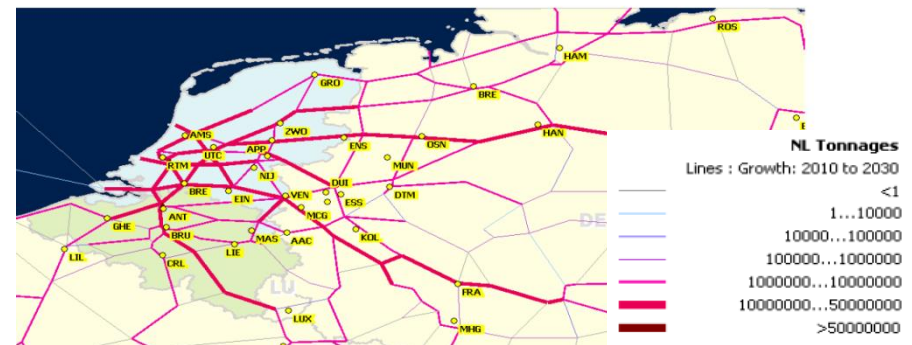 ROS
HAM
GRO
BRE
AMS
ZWO
HAN
UTC
APP
ENS
OSN
RTM
NIJ
MUN
BRE
EIN
VEN
DUI
ESS
DTM
ANT
MCG
GHE
BRU
MAS
AAC
KOL
DE
LIL
LIE
CRL
LU
FRA
LUX
MHG
NL Tonnages
Lines : Growth: 2010 to 2030
<1
1...10000
10000...100000
100000...1000000
1000000...10000000
10000000...50000000
>50000000